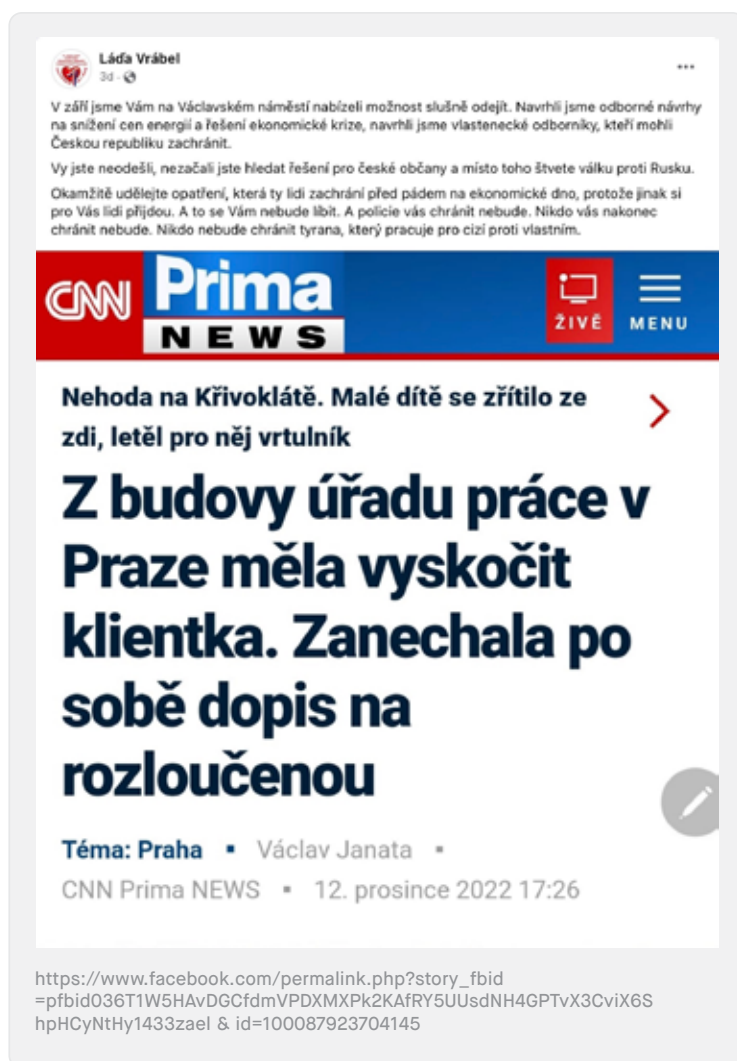 Láďa Vrábel
3d
V září jsme Vám na Václavském náměstí nabízeli možnost slušně odejít. Navrhli jsme odborné návrhy
na snížení cen energií a řešení ekonomické krize, navrhli jsme vlastenecké odborníky, kteří mohli
Českou republiku zachránit.
Vy jste neodešli, nezačali jste hledat řešení pro české občany a místo toho štvete válku proti Rusku.
Okamžitě udělejte opatření, která ty lidi zachrání před pádem na ekonomické dno, protože jinak si
pro Vás lidi přijdou. A to se Vám nebude líbit. A policie vás chránit nebude. Nikdo vás nakonec
chránit nebude. Nikdo nebude chránit tyrana, který pracuje pro cizí proti vlastním.
CNN Prima
NEWS
ŽIVĚ
MENU
Nehoda na Křivoklátě. Malé dítě se zřítilo ze
zdi, letěl pro něj vrtulník
Z budovy úřadu práce v
Praze měla vyskočit
klientka. Zanechala po
sobě dopis na
rozloučenou
Téma: Praha ▪ Václav Janata ▪
CNN Prima NEWS ▪ 12. prosince 2022 17:26
https://www.facebook.com/permalink.php?story_fbid
=pfbid036T1W5HAvDGCfdmVPDXMXPk2KAfRY5UUsdNH4GPTvX3CviX6S
hpHCyNtHy1433zael & id=100087923704145